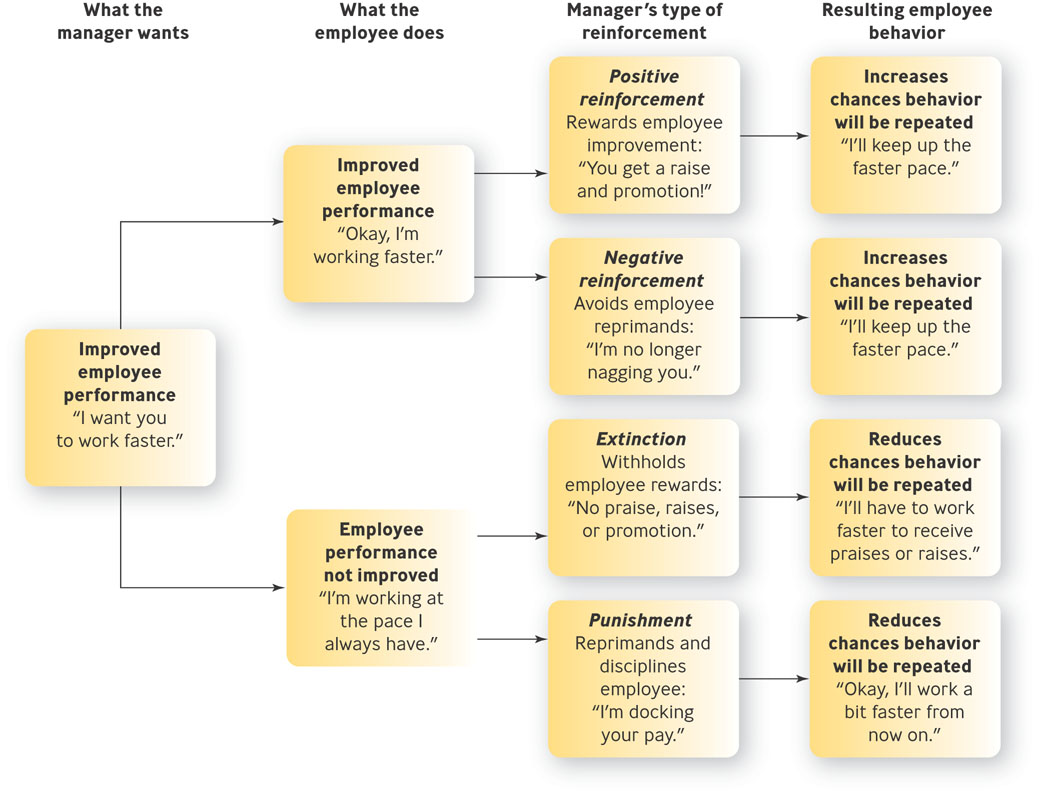 What the
manager wants
What the
employee does
Manager’s type of
reinforcement
Resulting employee
behavior
Improved
employee
performance
“I want you
to work faster.”
Improved
employee
performance
“Okay, I’m
working faster.”
Positive
reinforcement
Rewards employee
improvement:
“You get a raise
and promotion!”
Increases
chances behavior
will be repeated
“I’ll keep up the
faster pace.”
Negative
reinforcement
Avoids employee
reprimands:
“I’m no longer
nagging you.”
Increases
chances behavior
will be repeated
“I’ll keep up the
faster pace.”
Employee
performance
not improved
“I’m working at
the pace I
always have.”
Extinction
Withholds
employee rewards:
“No praise, raises,
or promotion.”
Reduces
chances behavior
will be repeated
“I’ll have to work
faster to receive
praises or raises.”
Punishment
Reprimands and
disciplines
employee:
“I’m docking
your pay.”
Reduces
chances behavior
will be repeated
“Okay, I’ll work a
bit faster from
now on.”